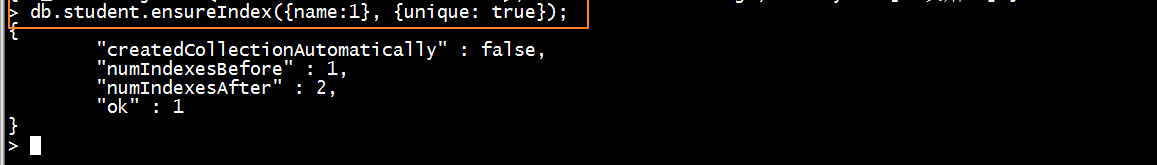 > db.student.ensureIndex({name:1}, {unique: true});
{
"createdCollectionAutomatically" : false,
"numIndexesBefore" : 1,
"numIndexesAfter" : 2,
"ok" : 1
}
>